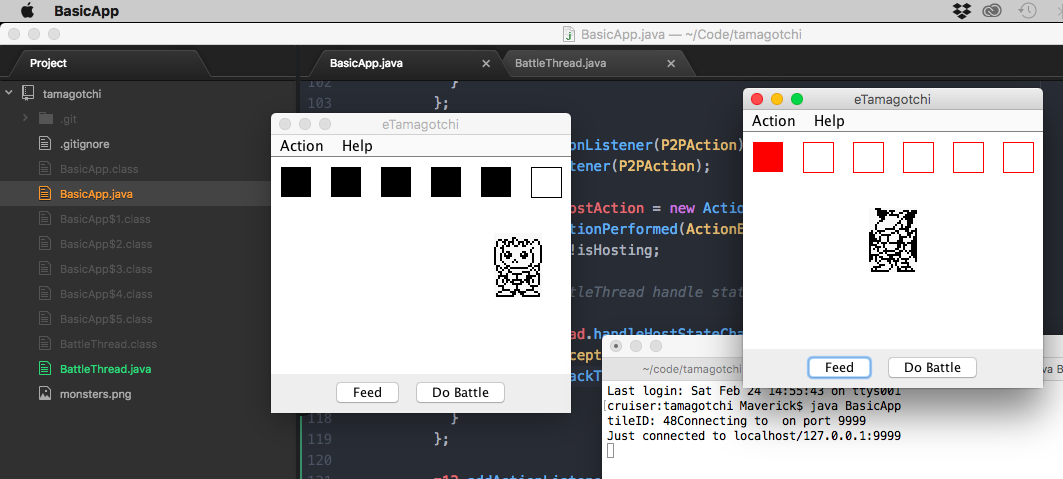 BasicApp
BasicApp.java — ~/Code/tamagotchi
Project
BasicApp.java
BattleThread.java
tamagotchi
.git
.gitignore
BasicApp.class
BasicApp.java
BasicApp$1.class
BasicApp$2.class
BasicApp$3.class
BasicApp$4.class
BasicApp$5.class
BattleThread.class
BattleThread.java
monsters.png
102 }
103 };
onListener(P2PAction)
tener(P2PAction);
ostAction = new Action
tionPerformed(ActionE
!isHosting;
tleThread handle stat
ad.handleHostStateCha
cept
ackT
118 }
119 };
120
eTamagotchi
Action Help
Feed
Do Battle
eTamagotchi
Action Help
Feed
Do Battle
~/code/tamagotchi
Last login: Sat Feb 24 14:55:43 on ttys001
[cruiser:tamagotchi Maverick$ java BasicApp
tileID: 48Connecting to  on port 9999
Just connected to localhost/127.0.0.1:9999